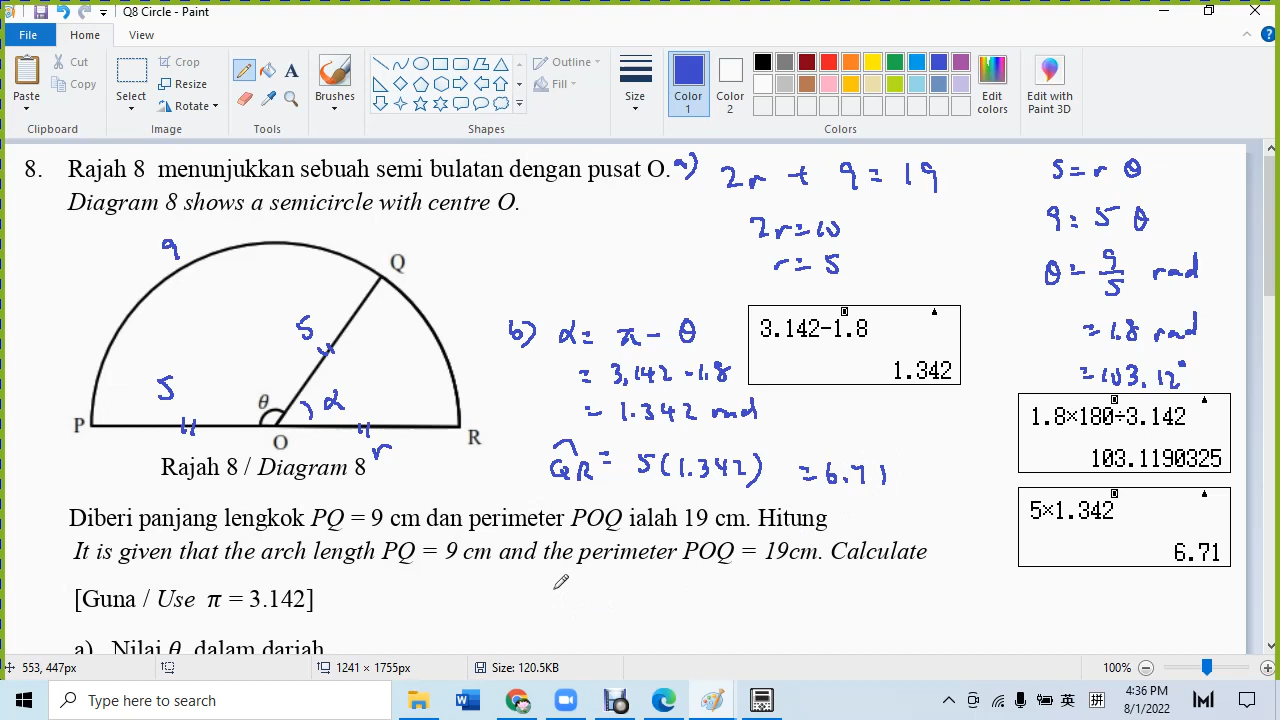 Q8 Circle - Paint
File Home View
Paste Cut Copy Clipboard
Select Crop Resize Rotate Image
Tools
Brushes
Outline Fill Shapes
Size
Color 1 Color 2 Colors
Edit colors
Edit with Paint 3D
8. Rajah 8 menunjukkan sebuah semi bulatan dengan pusat O.
Diagram 8 shows a semicircle with centre O.
a) 2r + 9 = 19
2r = 10
r = 5
s = r θ
9 = 5 θ
θ = 9/5 rad
= 1.8 rad
= 103.12°
1.8×180÷3.142
103.1190325
9
Q
5
5
θ
α
P
O
R
r
Rajah 8 / Diagram 8
b) α = π - θ
= 3.142 - 1.8
= 1.342 rad
3.142-1.8
1.342
QR = 5(1.342) = 6.71
5×1.342
6.71
Diberi panjang lengkok PQ = 9 cm dan perimeter POQ ialah 19 cm. Hitung
It is given that the arch length PQ = 9 cm and the perimeter POQ = 19cm. Calculate
[Guna / Use π = 3.142]
a) Nilai θ dalam darjah
553, 447px
1241 × 1755px
Size: 120.5KB
100%
Type here to search
英
拼
4:36 PM
8/1/2022